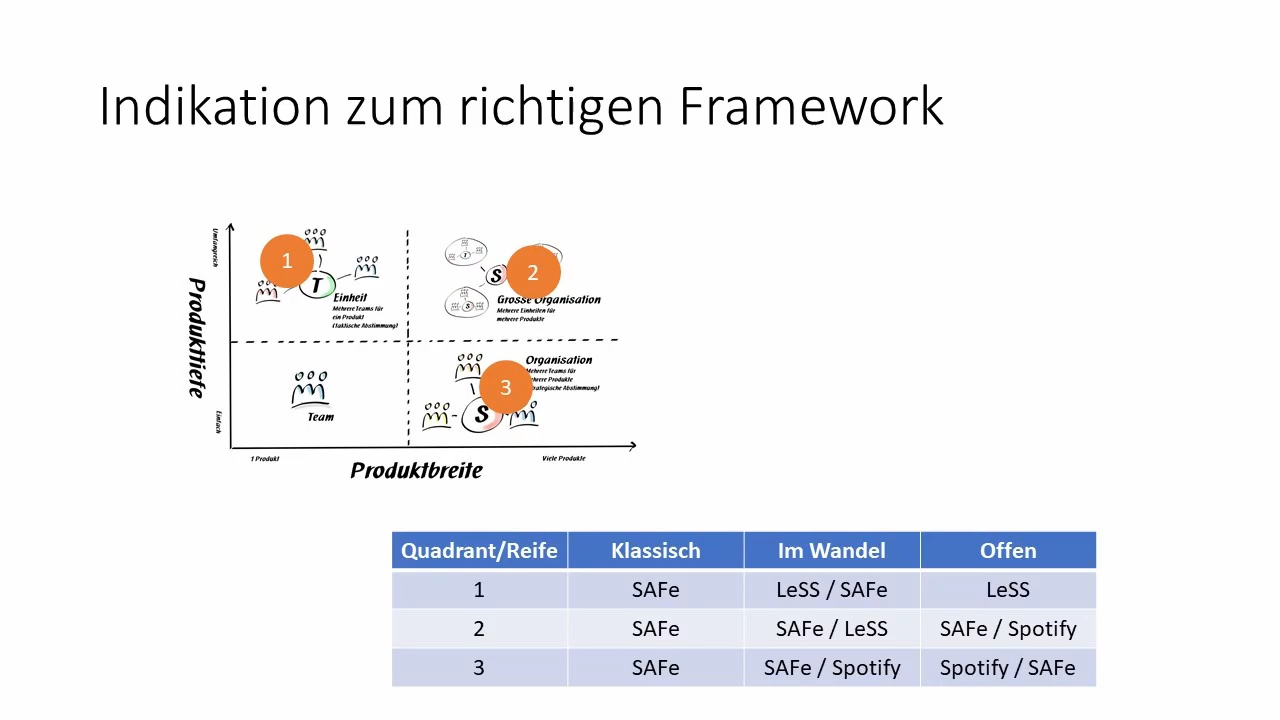 Indikation zum richtigen Framework
Umfangreich
Produkttiefe
Einfach
1
T
Einheit
Mehrere Teams für
ein Produkt
(taktische Abstimmung)
T
S
S
2
Grosse Organisation
Mehrere Einheiten für
mehrere Produkte
Team
3
S
Organisation
Mehrere Teams für
Produkte
Abstimmung)
1 Produkt
Viele Produkte
Produktbreite
Quadrant/Reife Klassisch Im Wandel Offen
1 SAFe LeSS / SAFe LeSS
2 SAFe SAFe / LeSS SAFe / Spotify
3 SAFe SAFe / Spotify Spotify / SAFe